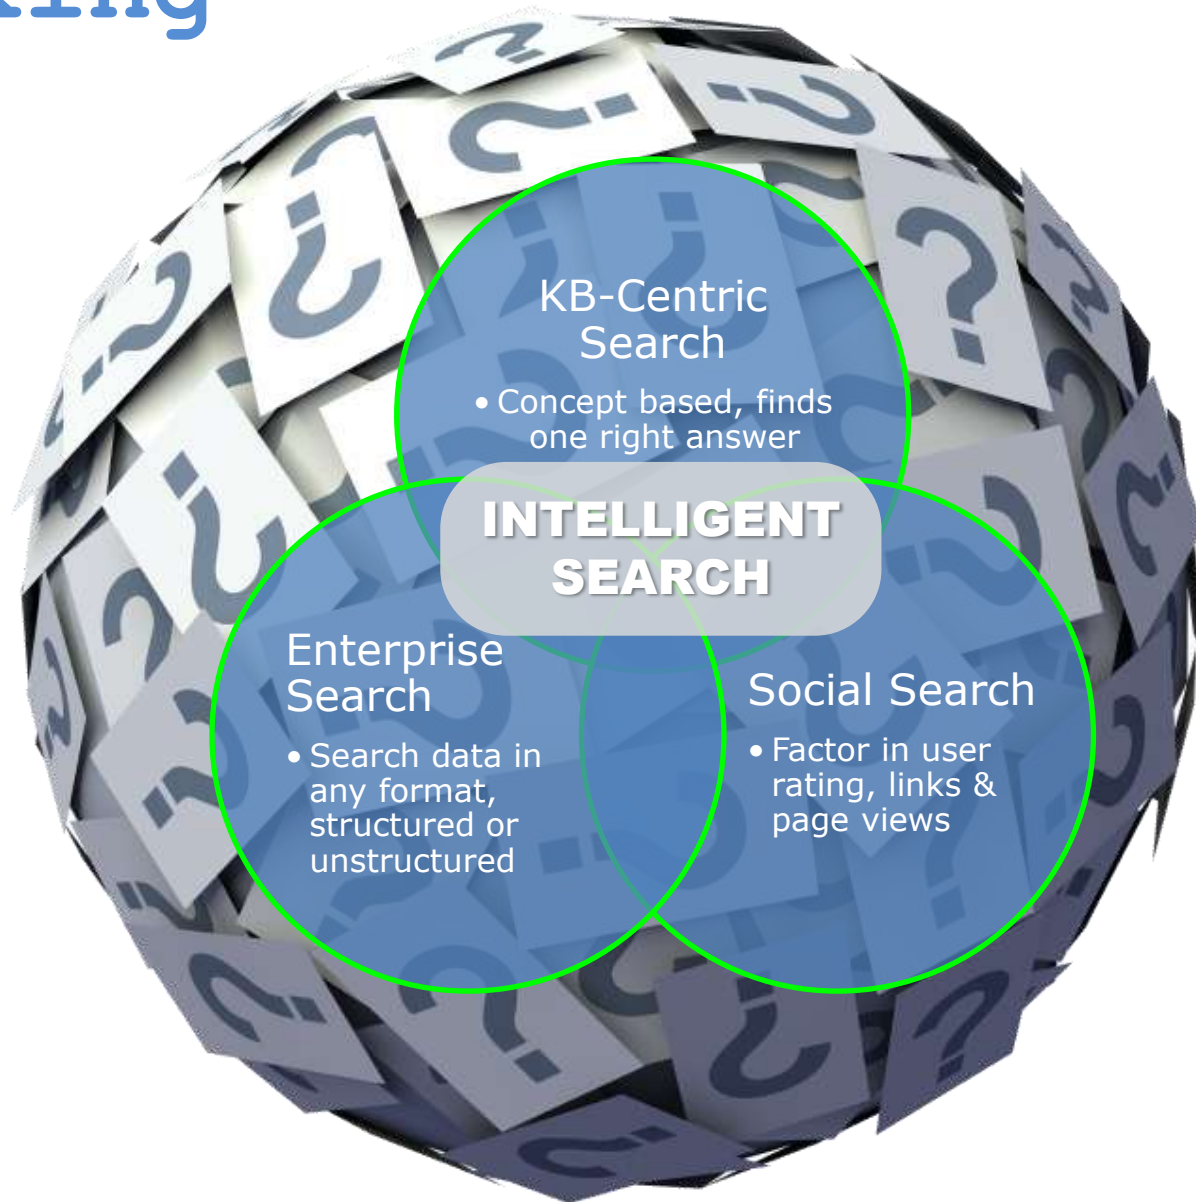 KB-Centric
Search
• Concept based, finds
one right answer
INTELLIGENT
SEARCH
Enterprise
Search
• Search data in
any format,
structured or
unstructured
Social Search
• Factor in user
rating, links &
page views